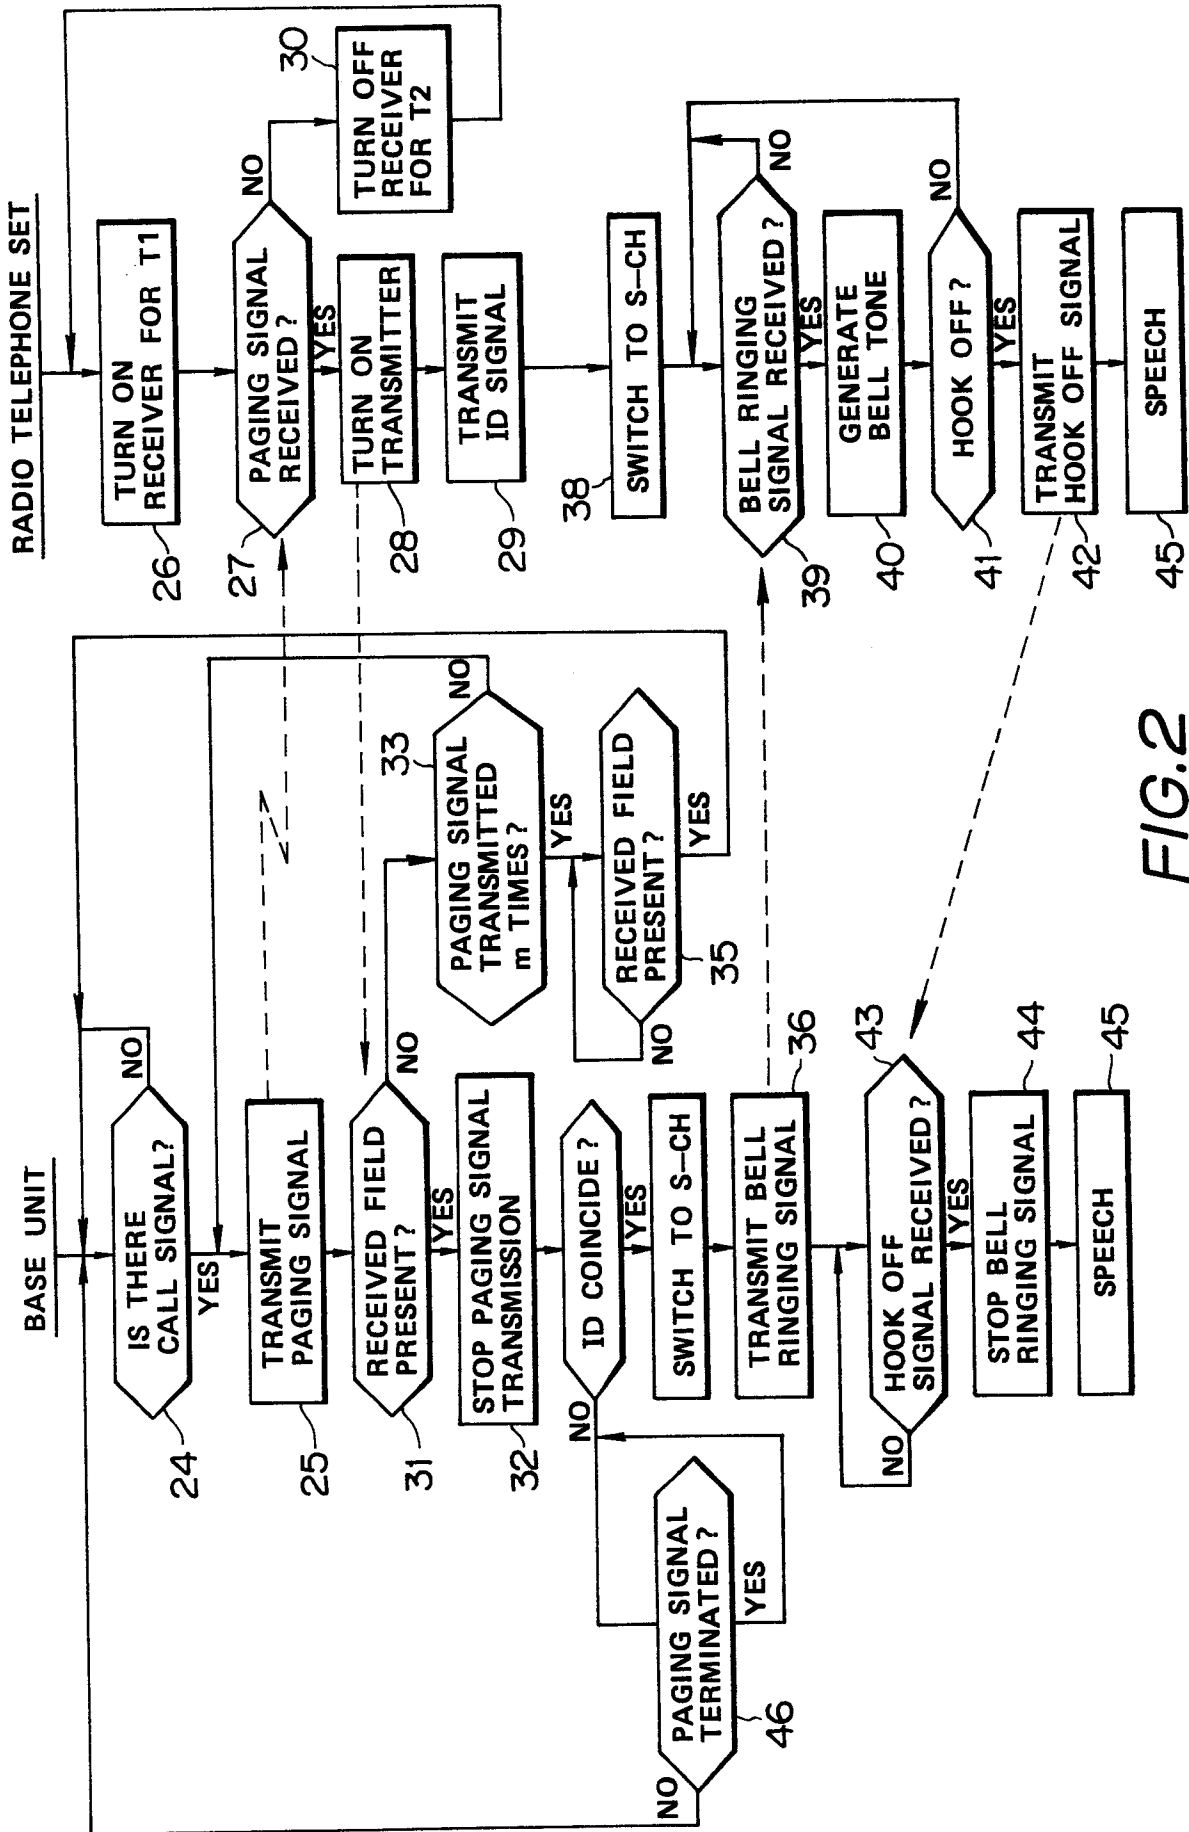 BASE UNIT
IS THERE
CALL SIGNAL?
24
NO
YES
TRANSMIT
PAGING SIGNAL
25
RECEIVED FIELD
PRESENT?
31
NO
YES
STOP PAGING SIGNAL
TRANSMISSION
32
ID COINCIDE?
NO
YES
PAGING SIGNAL
TERMINATED?
46
NO
YES
SWITCH TO S-CH
TRANSMIT BELL
RINGING SIGNAL
36
HOOK OFF
SIGNAL RECEIVED?
43
NO
YES
STOP BELL
RINGING SIGNAL
44
SPEECH
45
PAGING SIGNAL
TRANSMITTED
m TIMES?
33
NO
YES
RECEIVED FIELD
PRESENT?
35
NO
YES
RADIO TELEPHONE SET
TURN ON
RECEIVER FOR T1
26
PAGING SIGNAL
RECEIVED?
27
NO
YES
TURN OFF
RECEIVER
FOR T2
30
TURN ON
TRANSMITTER
28
TRANSMIT
ID SIGNAL
29
SWITCH TO S-CH
38
BELL RINGING
SIGNAL RECEIVED?
39
NO
YES
GENERATE
BELL TONE
40
HOOK OFF?
41
NO
YES
TRANSMIT
HOOK OFF SIGNAL
42
SPEECH
45
FIG.2